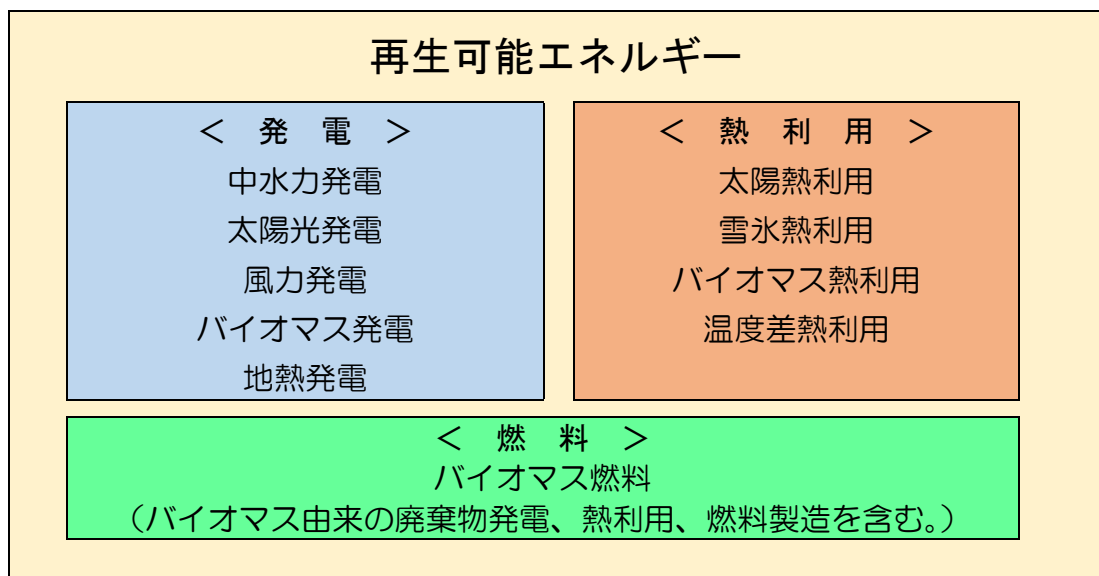 再生可能エネルギー
＜ 発 電 ＞
中水力発電
太陽光発電
風力発電
バイオマス発電
地熱発電
＜ 熱 利 用 ＞
太陽熱利用
雪氷熱利用
バイオマス熱利用
温度差熱利用
＜ 燃 料 ＞
バイオマス燃料
（バイオマス由来の廃棄物発電、熱利用、燃料製造を含む。）